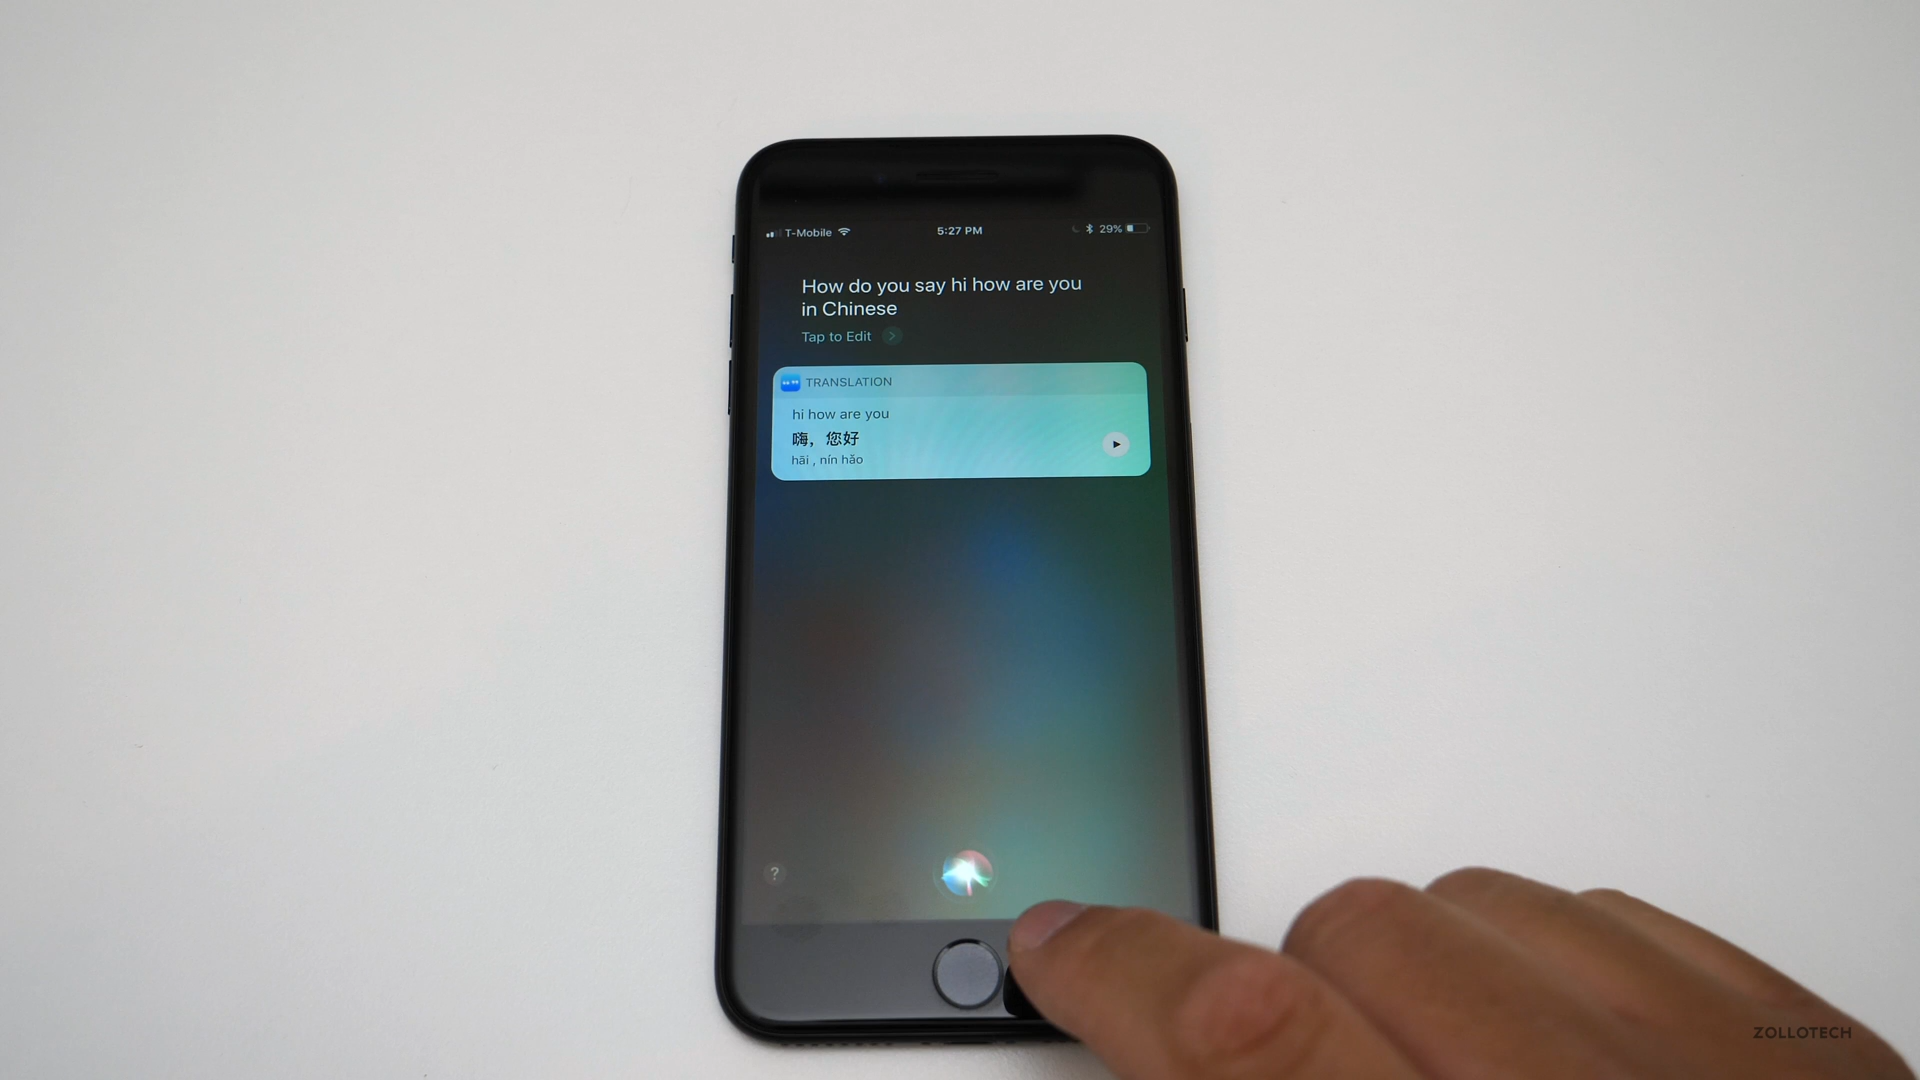 T-Mobile 5:27 PM 29%
How do you say hi how are you
in Chinese
Tap to Edit
TRANSLATION
hi how are you
嗨，您好
hāi , nín hǎo
?
ZOLLOTECH